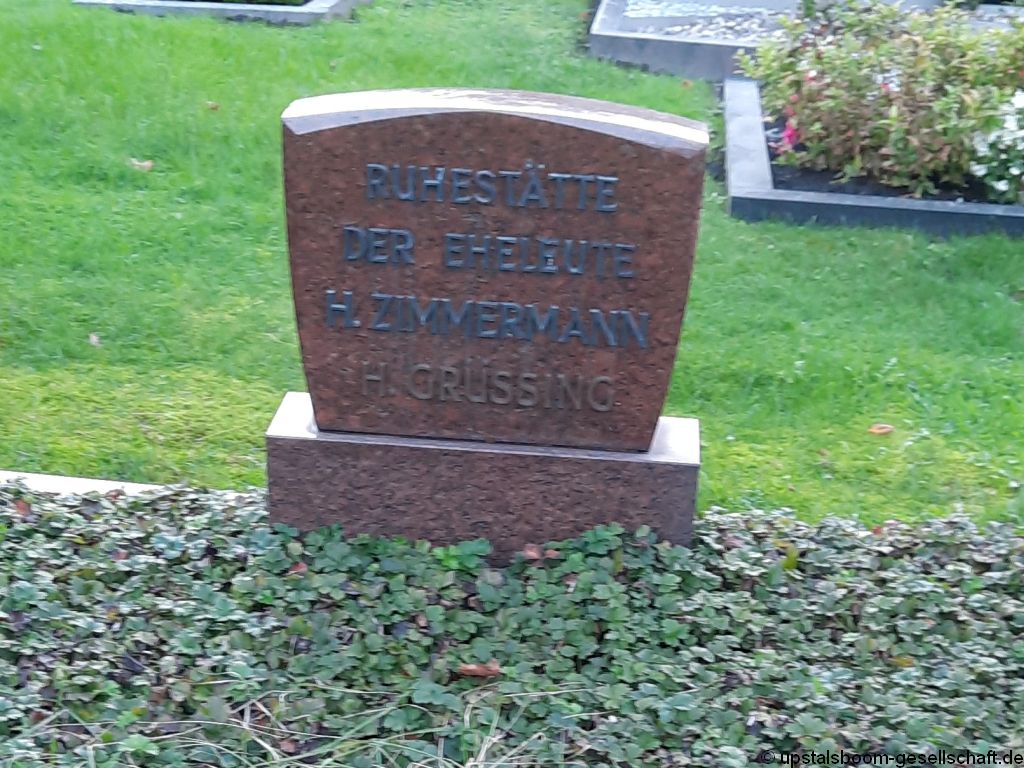 RUHESTÄTTE
DER EHELEUTE
H. ZIMMERMANN
H. GRÜSSING
© upstalsboom-gesellschaft.de